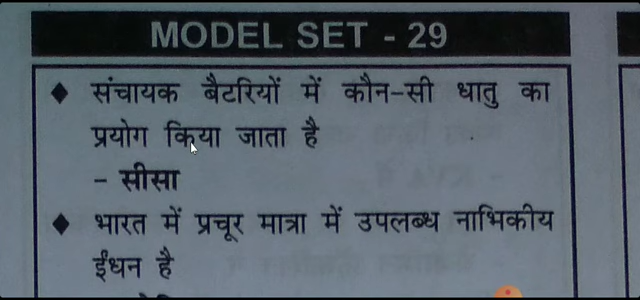 MODEL SET - 29
♦ संचायक बैटरियों में कौन-सी धातु का
प्रयोग किया जाता है
- सीसा
♦ भारत में प्रचूर मात्रा में उपलब्ध नाभिकीय
ईंधन है